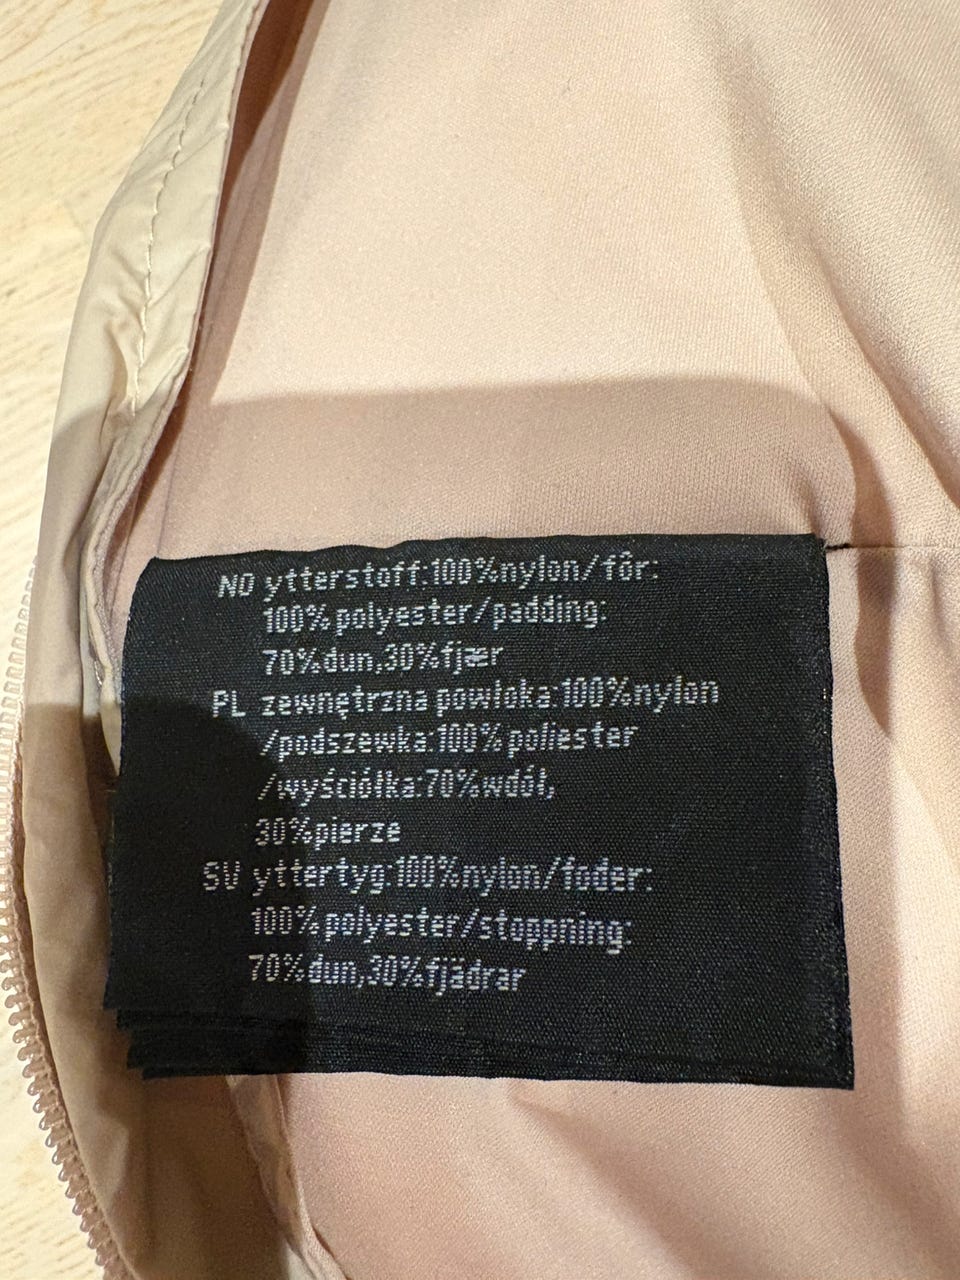 NO ytterstoff:100%nylon/fôr:
100%polyester/padding:
70%dun,30%fjær
PL zewnętrzna powłoka:100%nylon
/podszewka:100%poliester
/wyściółka:70%wdół,
30%pierze
SV yttertyg:100%nylon/foder:
100%polyester/stoppning:
70%dun,30%fjädrar